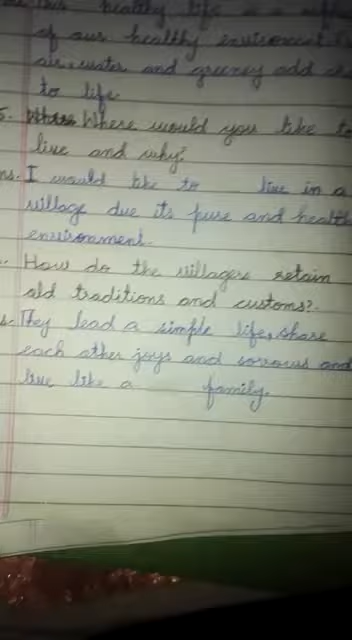 healthy life is a
of our healthy environment
air, water and greenry add
to life.
5. Where would you like to
live and why?
Ans. I would like to live in a
village due its pure and health
environment.
How do the villagers retain
old traditions and customs?
They lead a simple life, share
each other joys and sorrows and
live like a family.